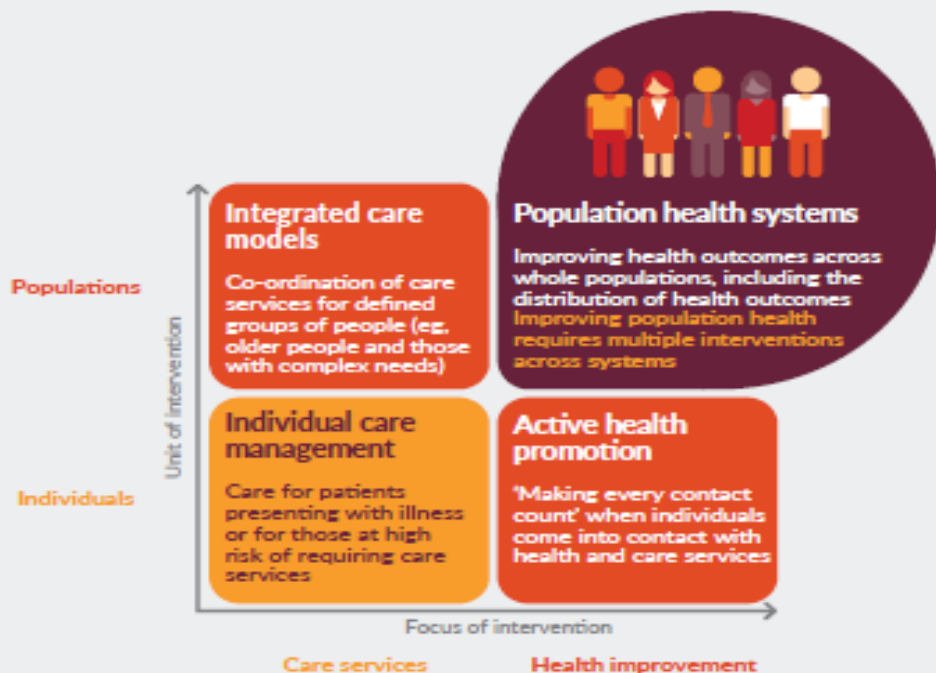 Population health systems
Improving health outcomes across
whole populations, including the
distribution of health outcomes
Improving population health
requires multiple interventions
across systems
Integrated care
models
Co-ordination of care
services for defined
groups of people (eg,
older people and those
with complex needs)
Populations
Unit of intervention
Individual care
management
Care for patients
presenting with illness
or for those at high
risk of requiring care
services
Active health
promotion
'Making every contact
count' when individuals
come into contact with
health and care services
Individuals
Focus of intervention
Care services
Health improvement